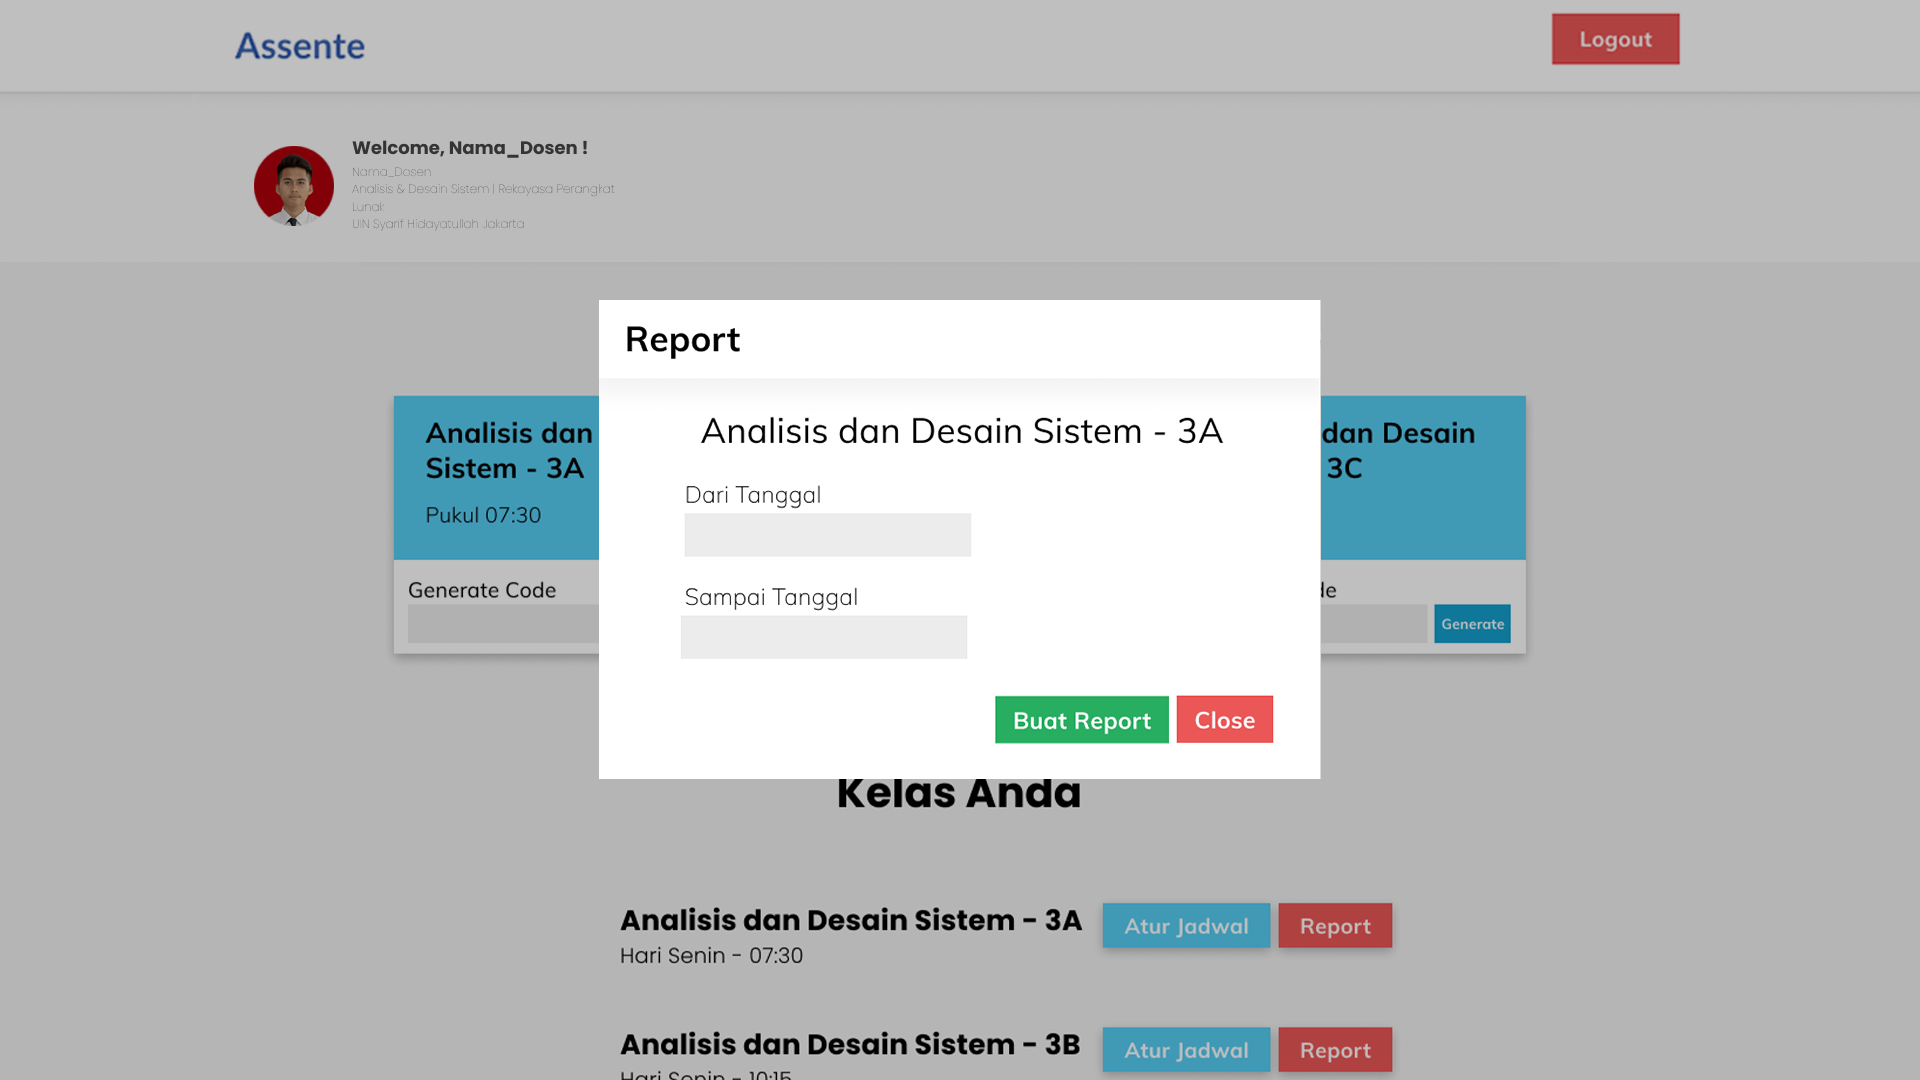 Assente
Logout
Welcome, Nama_Dosen !
Nama_Dosen
Analisis & Desain Sistem | Rekayasa Perangkat
Lunak
UIN Syarif Hidayatulloh Jakarta
Report
Analisis dan Desain Sistem - 3A
Dari Tanggal
Sampai Tanggal
Buat Report
Close
Analisis dan
Sistem - 3A
Pukul 07:30
Generate Code
dan Desain
3C
de
Generate
Kelas Anda
Analisis dan Desain Sistem - 3A
Hari Senin - 07:30
Atur Jadwal
Report
Analisis dan Desain Sistem - 3B
Hari Senin - 10:15
Atur Jadwal
Report